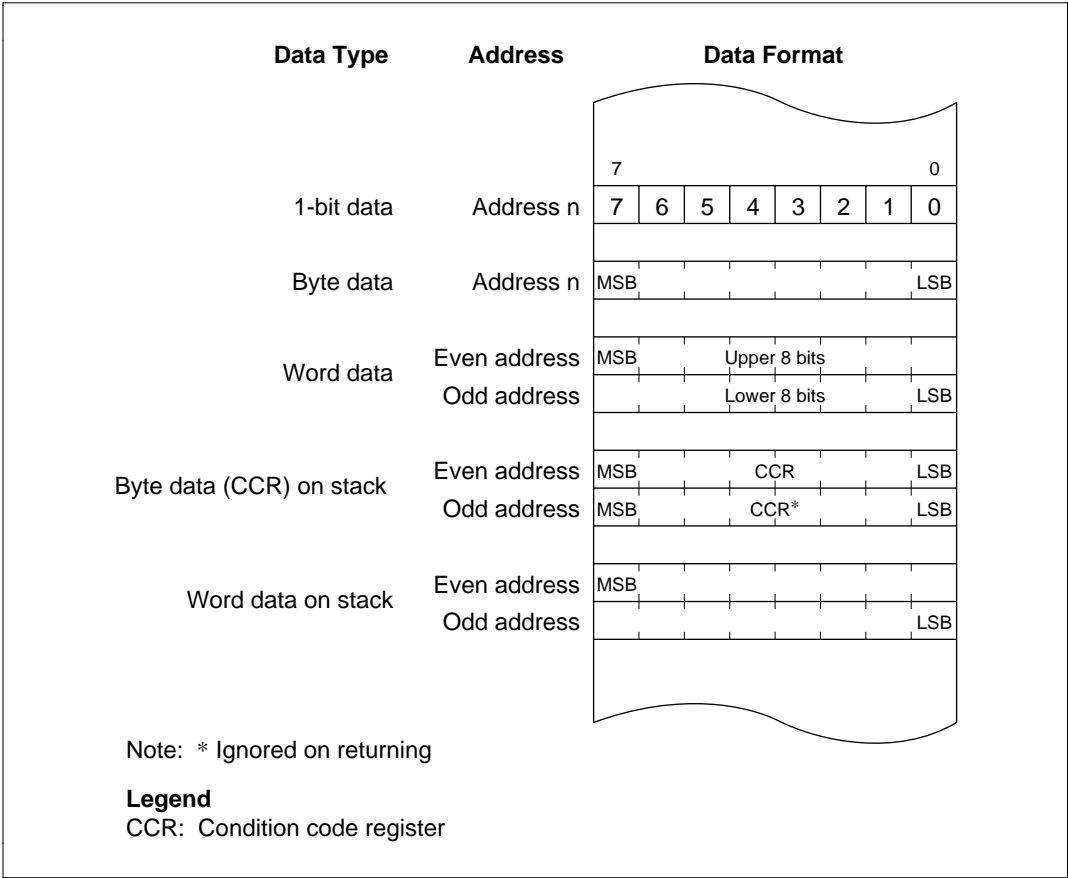 Data Type Address Data Format
7 0
1-bit data Address n 7 6 5 4 3 2 1 0
Byte data Address n MSB LSB
Word data
Even address MSB Upper 8 bits
Odd address Lower 8 bits LSB
Byte data (CCR) on stack
Even address MSB CCR LSB
Odd address MSB CCR* LSB
Word data on stack
Even address MSB
Odd address LSB
Note: * Ignored on returning
Legend
CCR: Condition code register